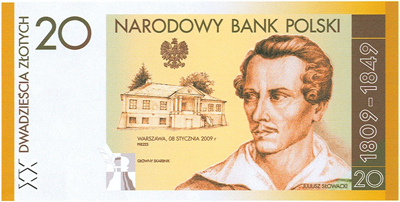 20
NARODOWY BANK POLSKI
DWADZIEŚCIA ZŁOTYCH
XX
1809-1849
WARSZAWA, 08 STYCZNIA 2009 r
PREZES
GŁÓWNY SKARBNIK
JULIUSZ SŁOWACKI
20